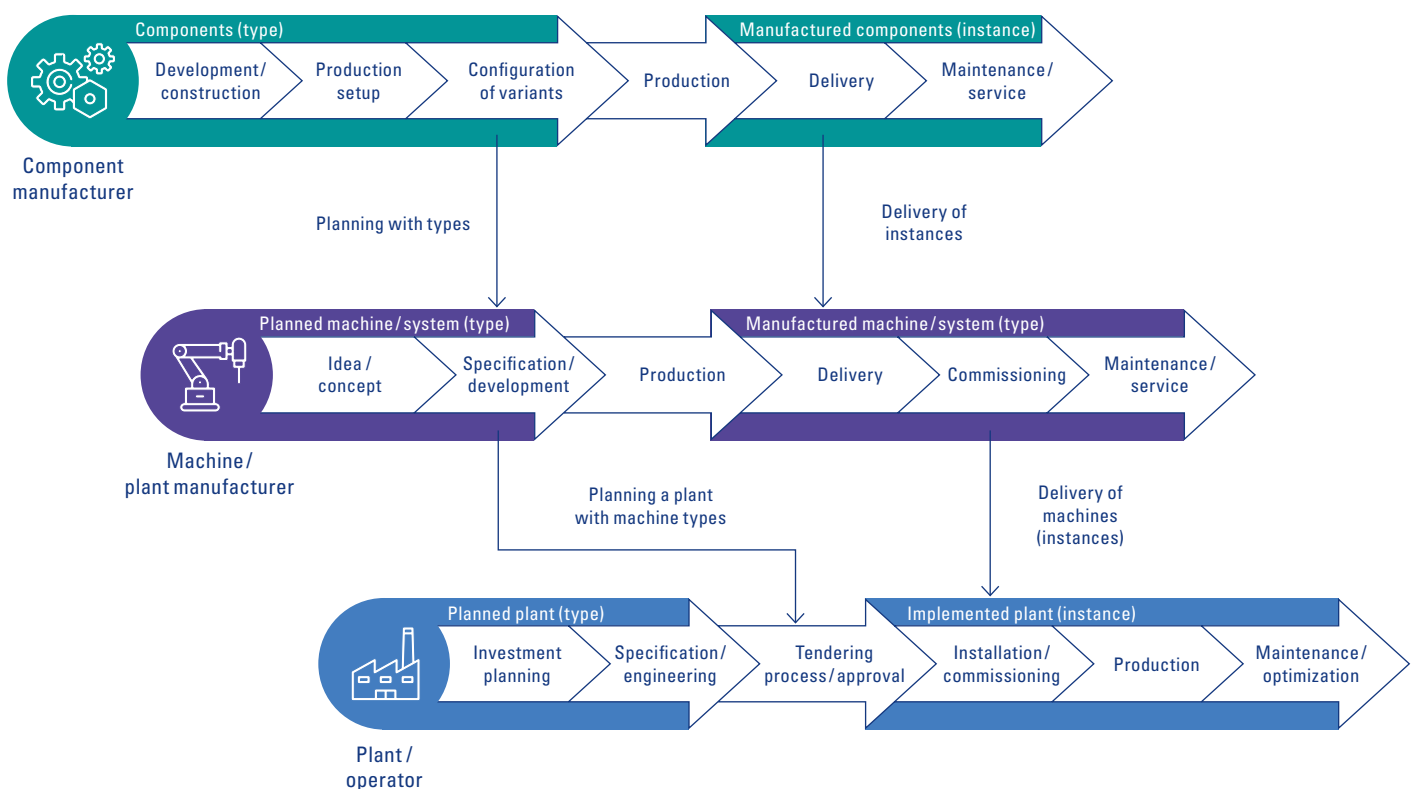 Components (type)
Manufactured components (instance)
Development/
construction
Production
setup
Configuration
of variants
Production
Delivery
Maintenance/
service
Component
manufacturer
Planning with types
Delivery of
instances
Planned machine/system (type)
Manufactured machine/system (type)
Idea/
concept
Specification/
development
Production
Delivery
Commissioning
Maintenance/
service
Machine/
plant manufacturer
Planning a plant
with machine types
Delivery of
machines
(instances)
Planned plant (type)
Implemented plant (instance)
Investment
planning
Specification/
engineering
Tendering
process/approval
Installation/
commissioning
Production
Maintenance/
optimization
Plant/
operator